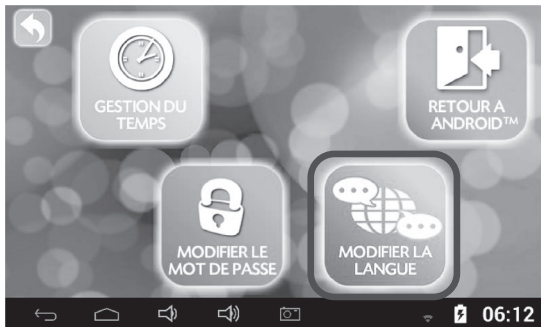 GESTION DU
TEMPS
RETOUR A
ANDROID™
MODIFIER LE
MOT DE PASSE
MODIFIER LA
LANGUE
06:12